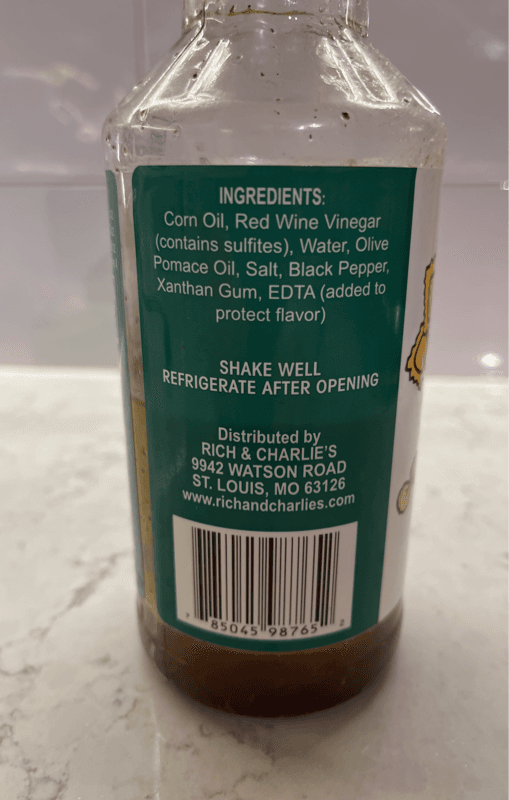 INGREDIENTS:
Corn Oil, Red Wine Vinegar
(contains sulfites), Water, Olive
Pomace Oil, Salt, Black Pepper,
Xanthan Gum, EDTA (added to
protect flavor)
SHAKE WELL
REFRIGERATE AFTER OPENING
Distributed by
RICH & CHARLIE'S
9942 WATSON ROAD
ST. LOUIS, MO 63126
www.richandcharlies.com
7 85045 98765 2